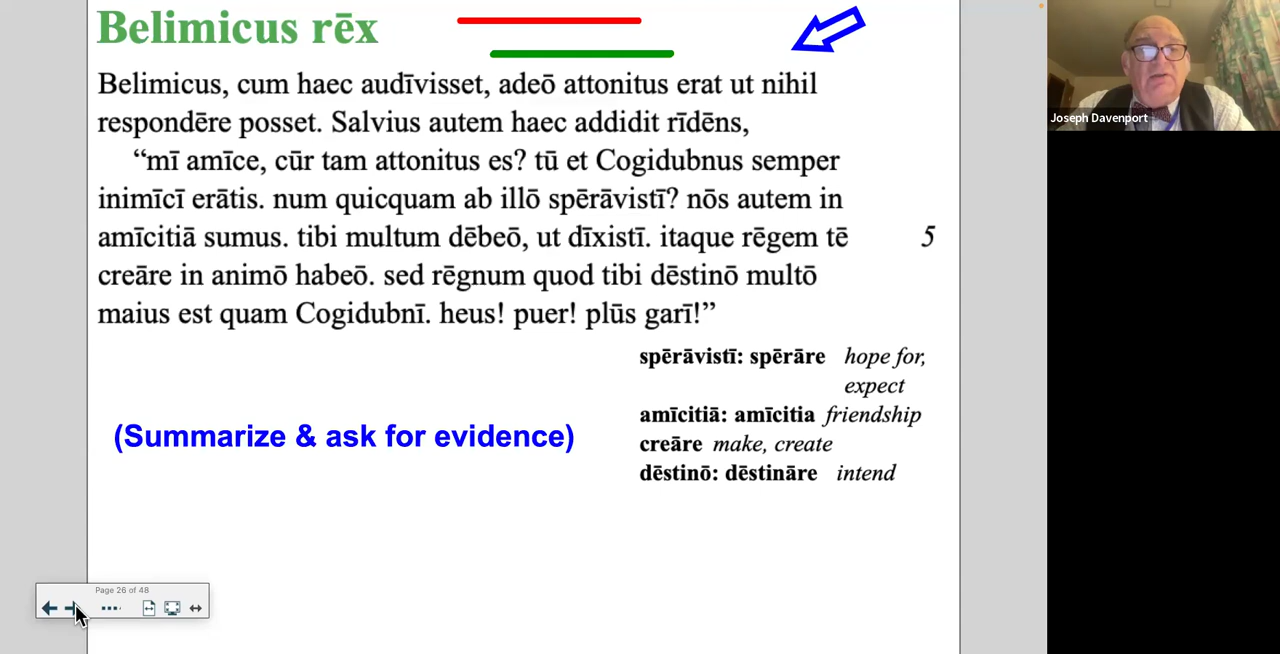 Belimicus rēx
Belimicus, cum haec audīvisset, adeō attonitus erat ut nihil
respondēre posset. Salvius autem haec addidit rīdēns,
“mī amīce, cūr tam attonitus es? tū et Cogidubnus semper
inimīcī erātis. num quicquam ab illō spērāvistī? nōs autem in
amīcitiā sumus. tibi multum dēbeō, ut dīxistī. itaque rēgem tē 5
creāre in animō habeō. sed rēgnum quod tibi dēstinō multō
maius est quam Cogidubnī. heus! puer! plūs garī!”
spērāvistī: spērāre hope for,
expect
amīcitiā: amīcitia friendship
creāre make, create
dēstinō: dēstināre intend
(Summarize & ask for evidence)
Page 26 of 48
Joseph Davenport